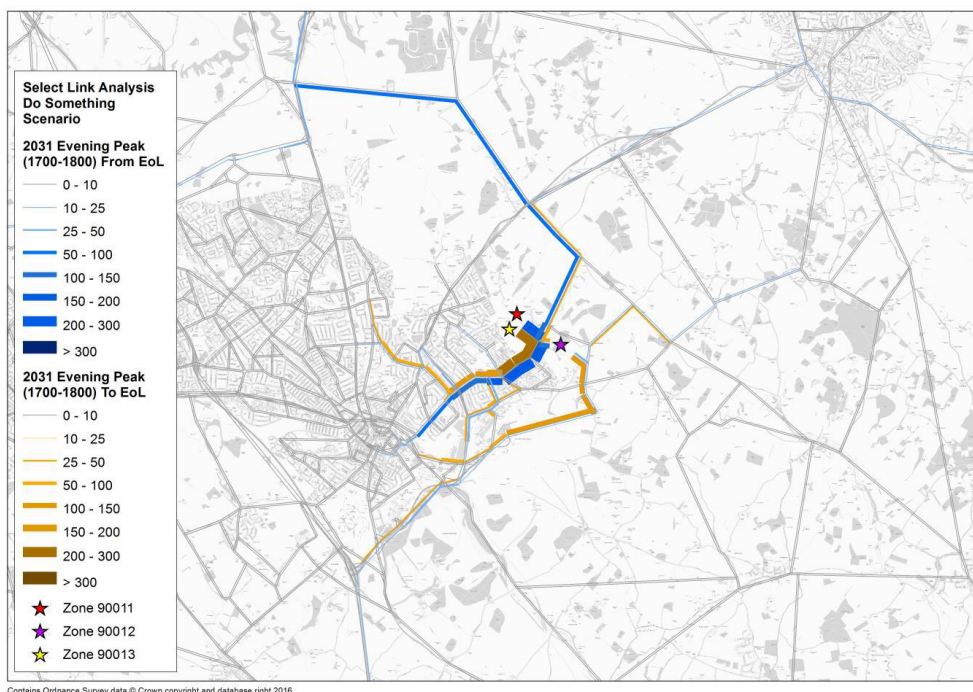 Select Link Analysis
Do Something
Scenario
2031 Evening Peak
(1700-1800) From EoL
0 - 10
10 - 25
25 - 50
50 - 100
100 - 150
150 - 200
200 - 300
> 300
2031 Evening Peak
(1700-1800) To EoL
0 - 10
10 - 25
25 - 50
50 - 100
100 - 150
150 - 200
200 - 300
> 300
Zone 90011
Zone 90012
Zone 90013
Contains Ordnance Survey data © Crown copyright and database right 2016